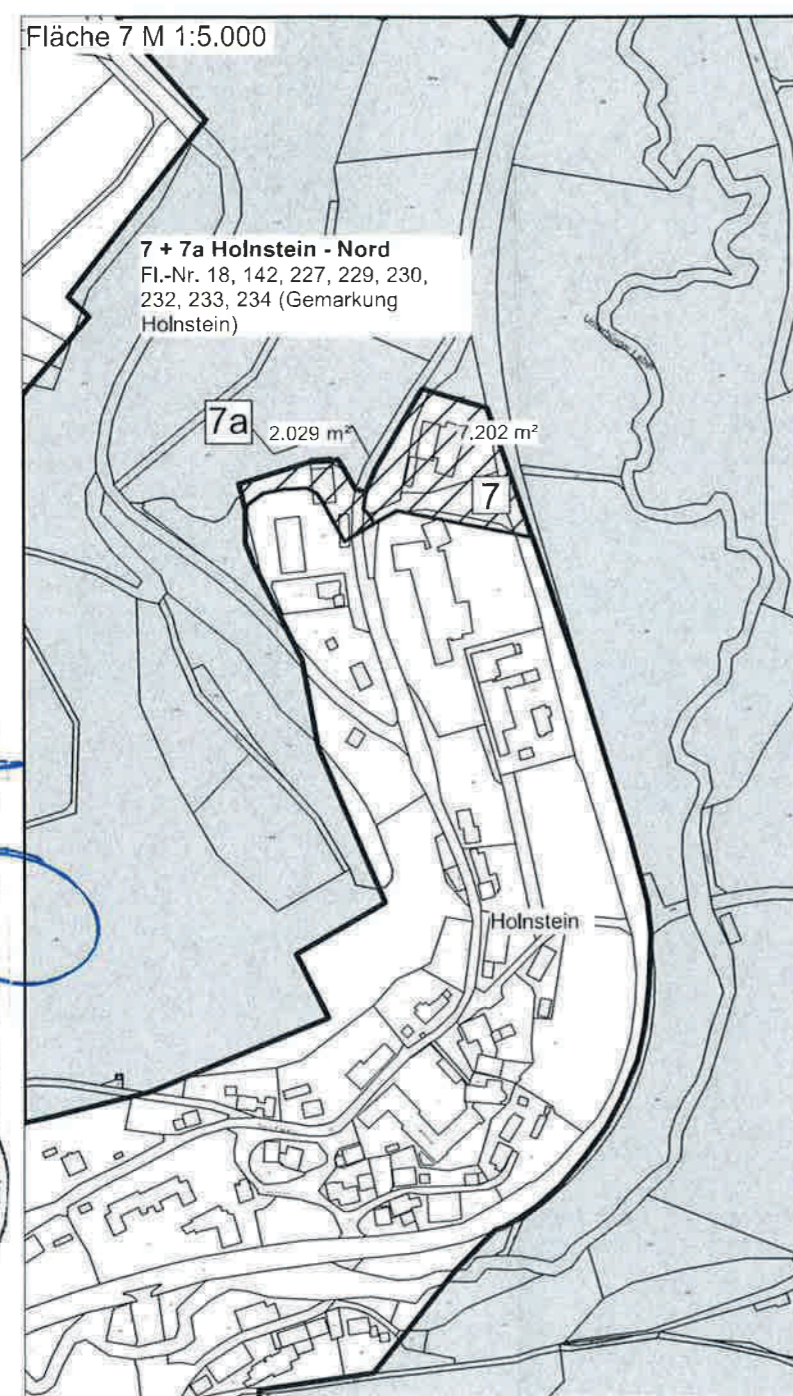 Fläche 7 M 1:5.000
7 + 7a Holnstein - Nord
Fl.-Nr. 18, 142, 227, 229, 230,
232, 233, 234 (Gemarkung
Holnstein)
7a
2.029 m²
7.202 m²
7
Holnstein